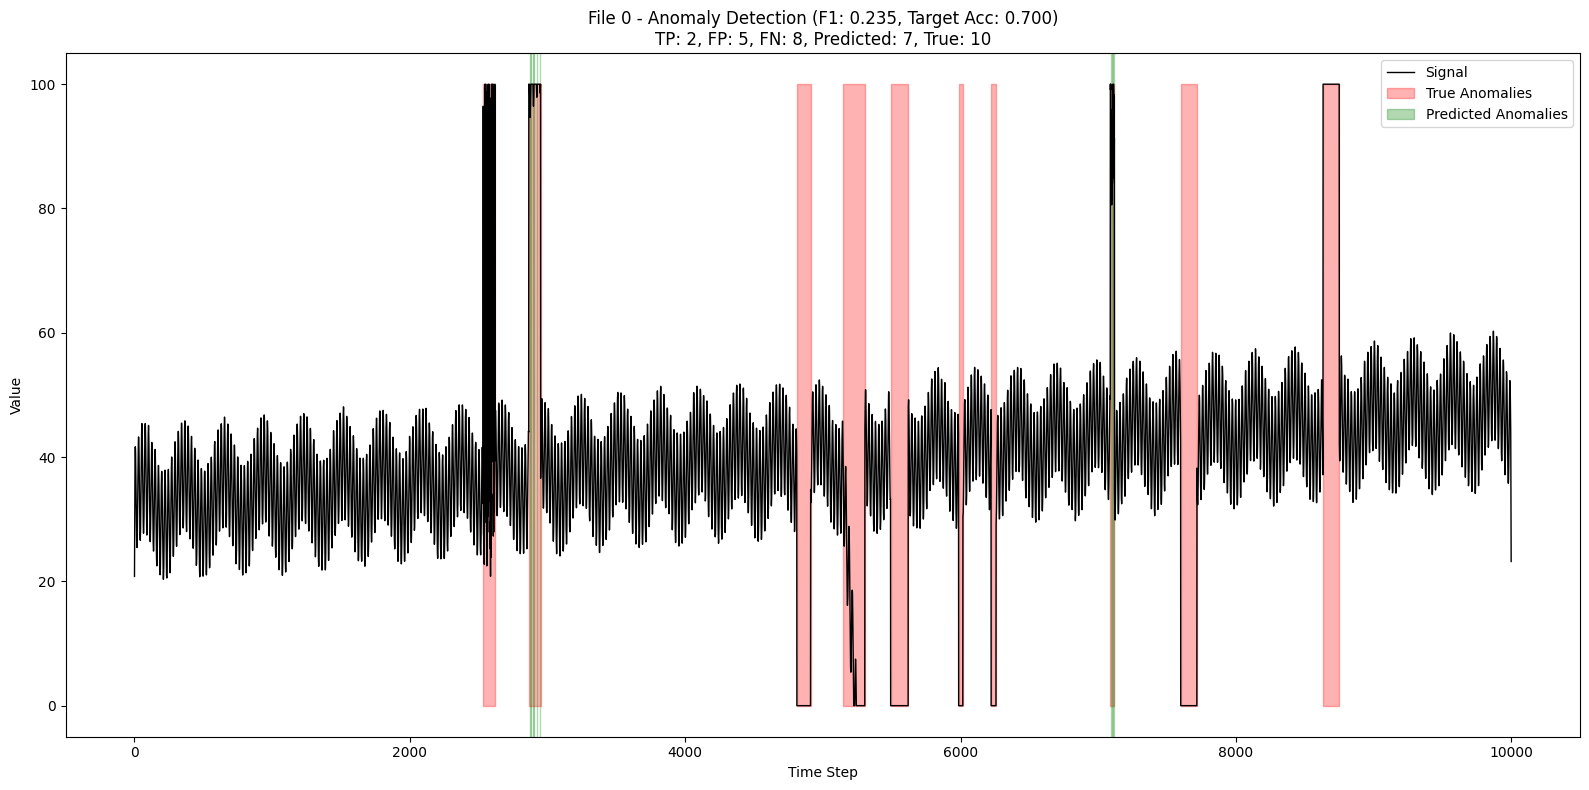 File 0 - Anomaly Detection (F1: 0.235, Target Acc: 0.700)
TP: 2, FP: 5, FN: 8, Predicted: 7, True: 10
Signal
True Anomalies
Predicted Anomalies
100
80
60
40
20
0
Value
0
2000
4000
6000
8000
10000
Time Step